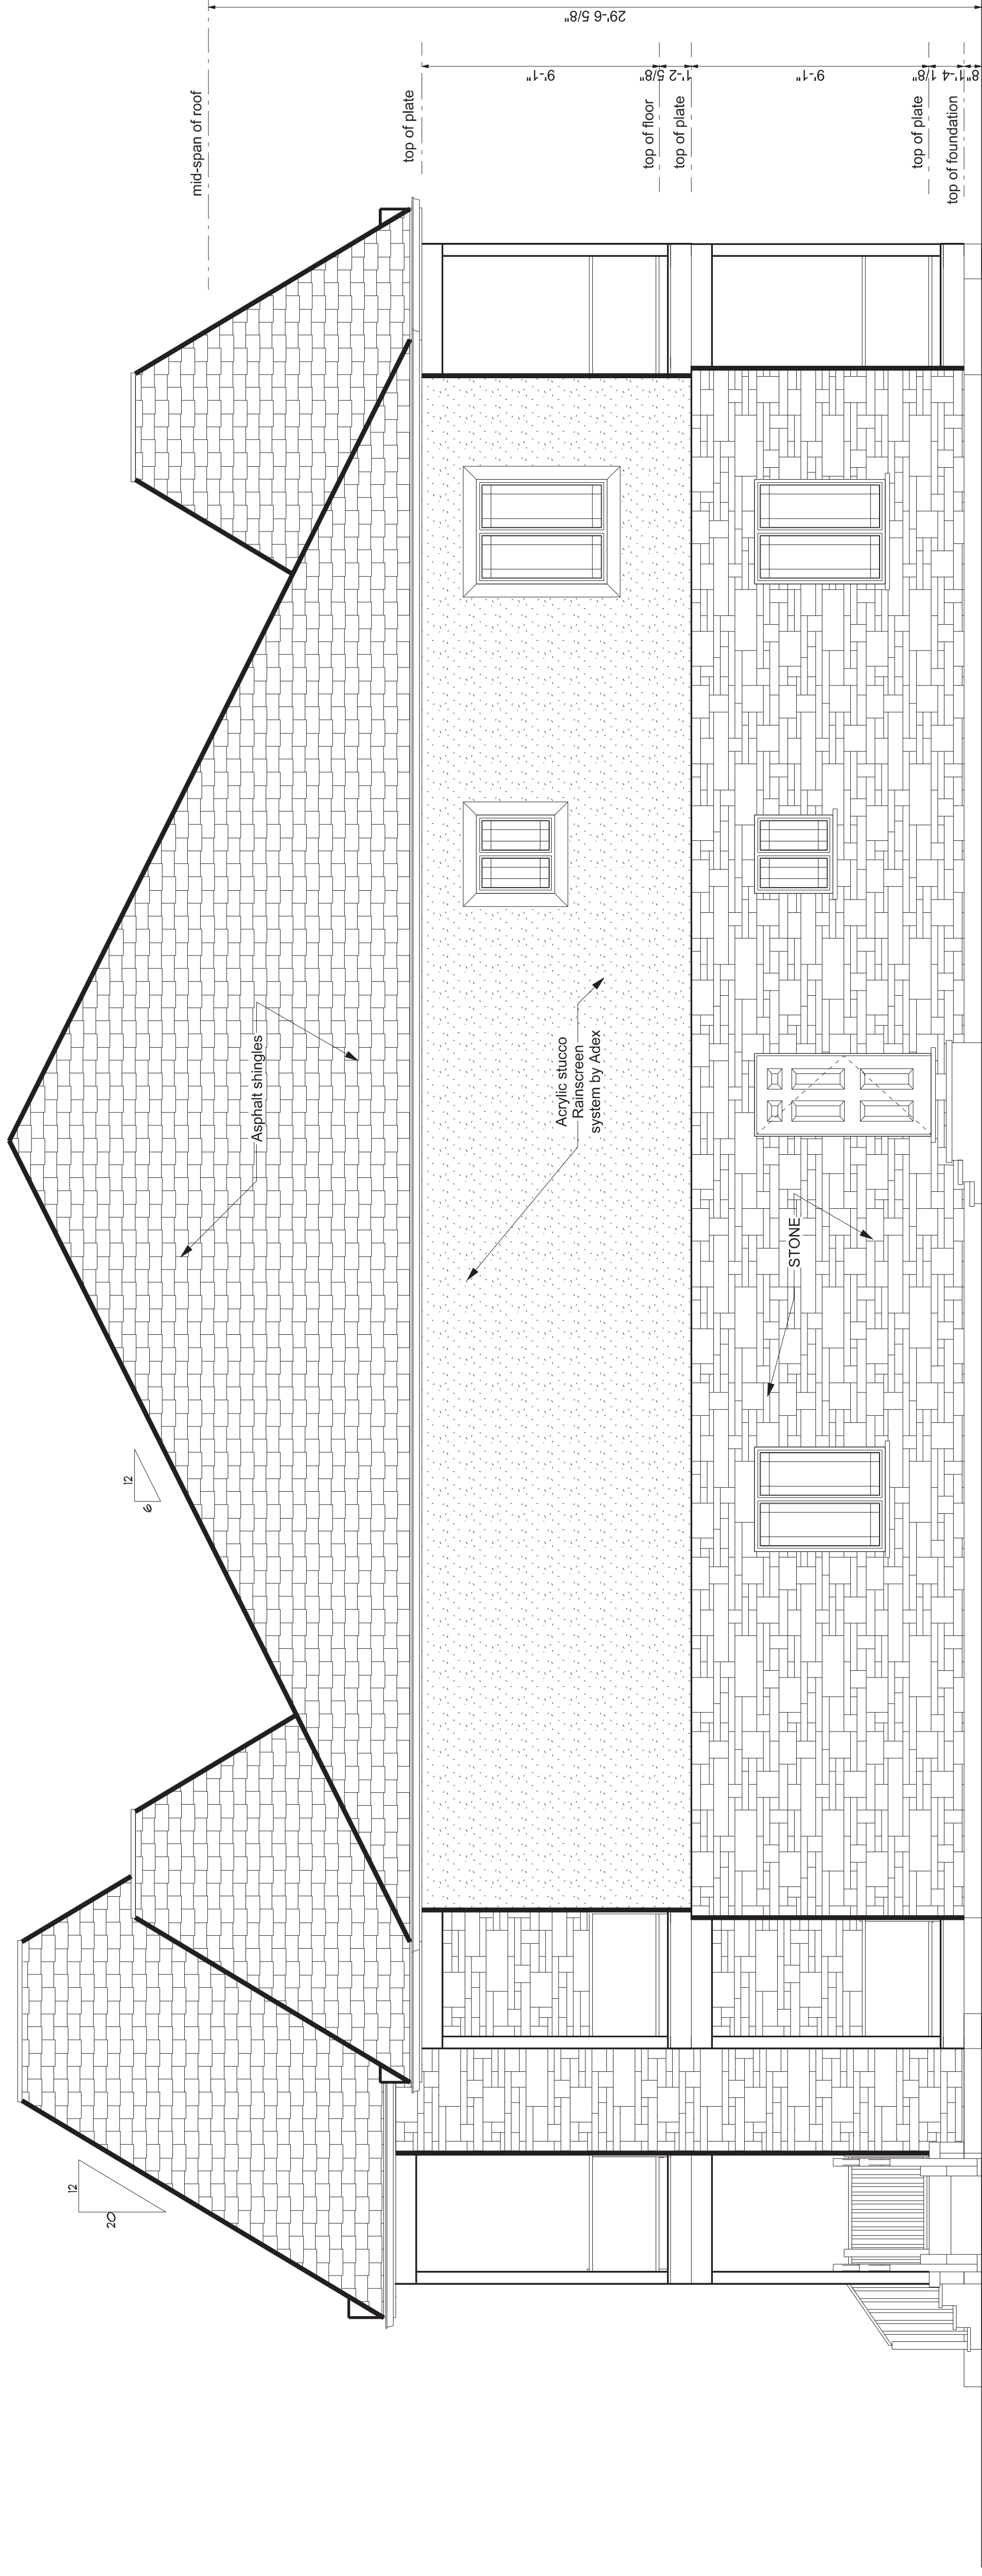 29'-6 5/8"
mid-span of roof
top of plate
9'-1"
top of floor
1'-2 5/8"
top of plate
9'-1"
top of plate
1'-4 1/8"
top of foundation
8"
12
6
12
20
Asphalt shingles
Acrylic stucco
Rainscreen
system by Adex
STONE